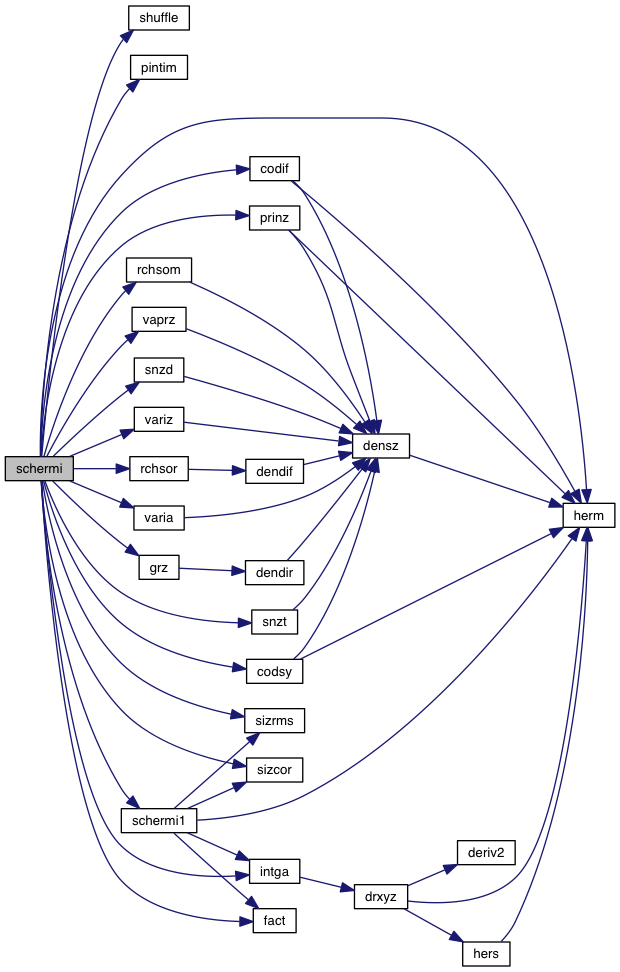 shuffle
pintim
codif
prinz
rchsom
vaprz
snzd
variz
densz
schermi
rchsor
dendif
herm
varia
grz
dendir
snzt
codsy
sizrms
sizcor
schermi1
deriv2
intga
drxyz
fact
hers